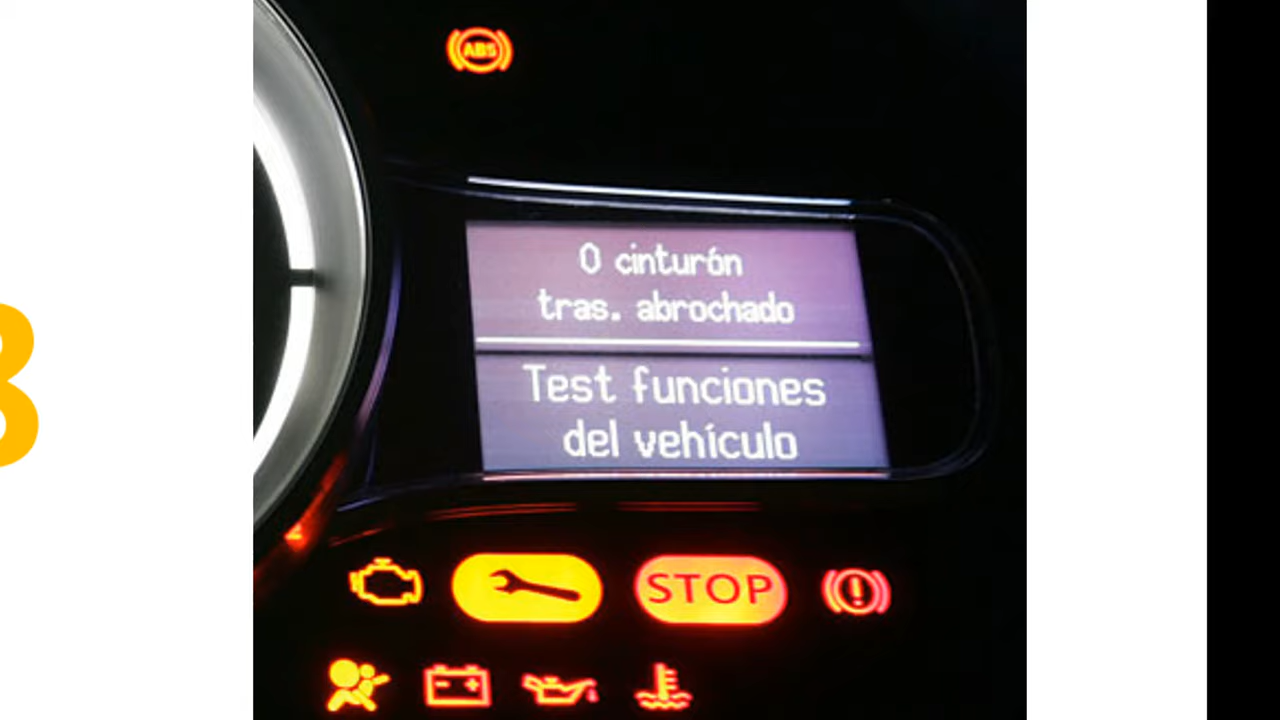 ABS
0 cinturón
tras. abrochado
Test funciones
del vehículo
STOP